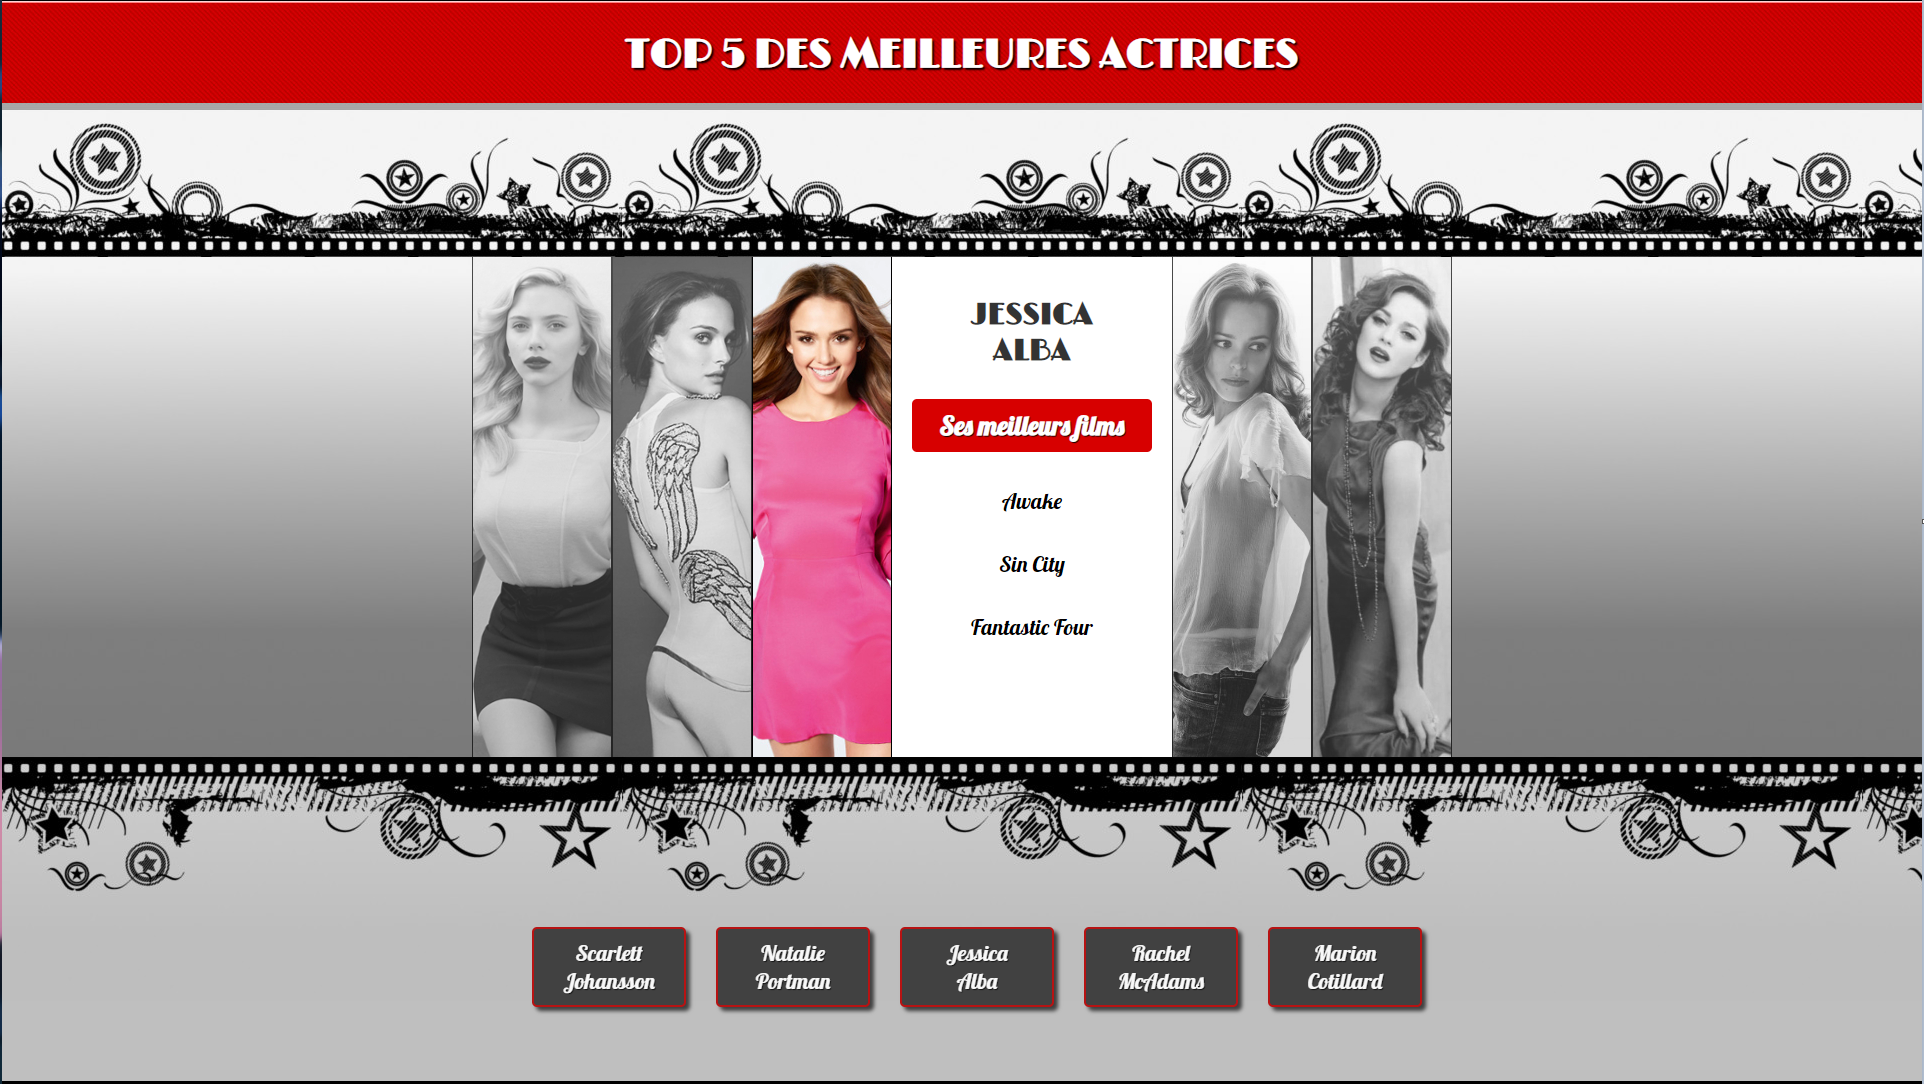 TOP 5 DES MEILLEURES ACTRICES
JESSICA
ALBA
Ses meilleurs films
Awake
Sin City
Fantastic Four
Scarlett
Johansson
Natalie
Portman
Jessica
Alba
Rachel
McAdams
Marion
Cotillard